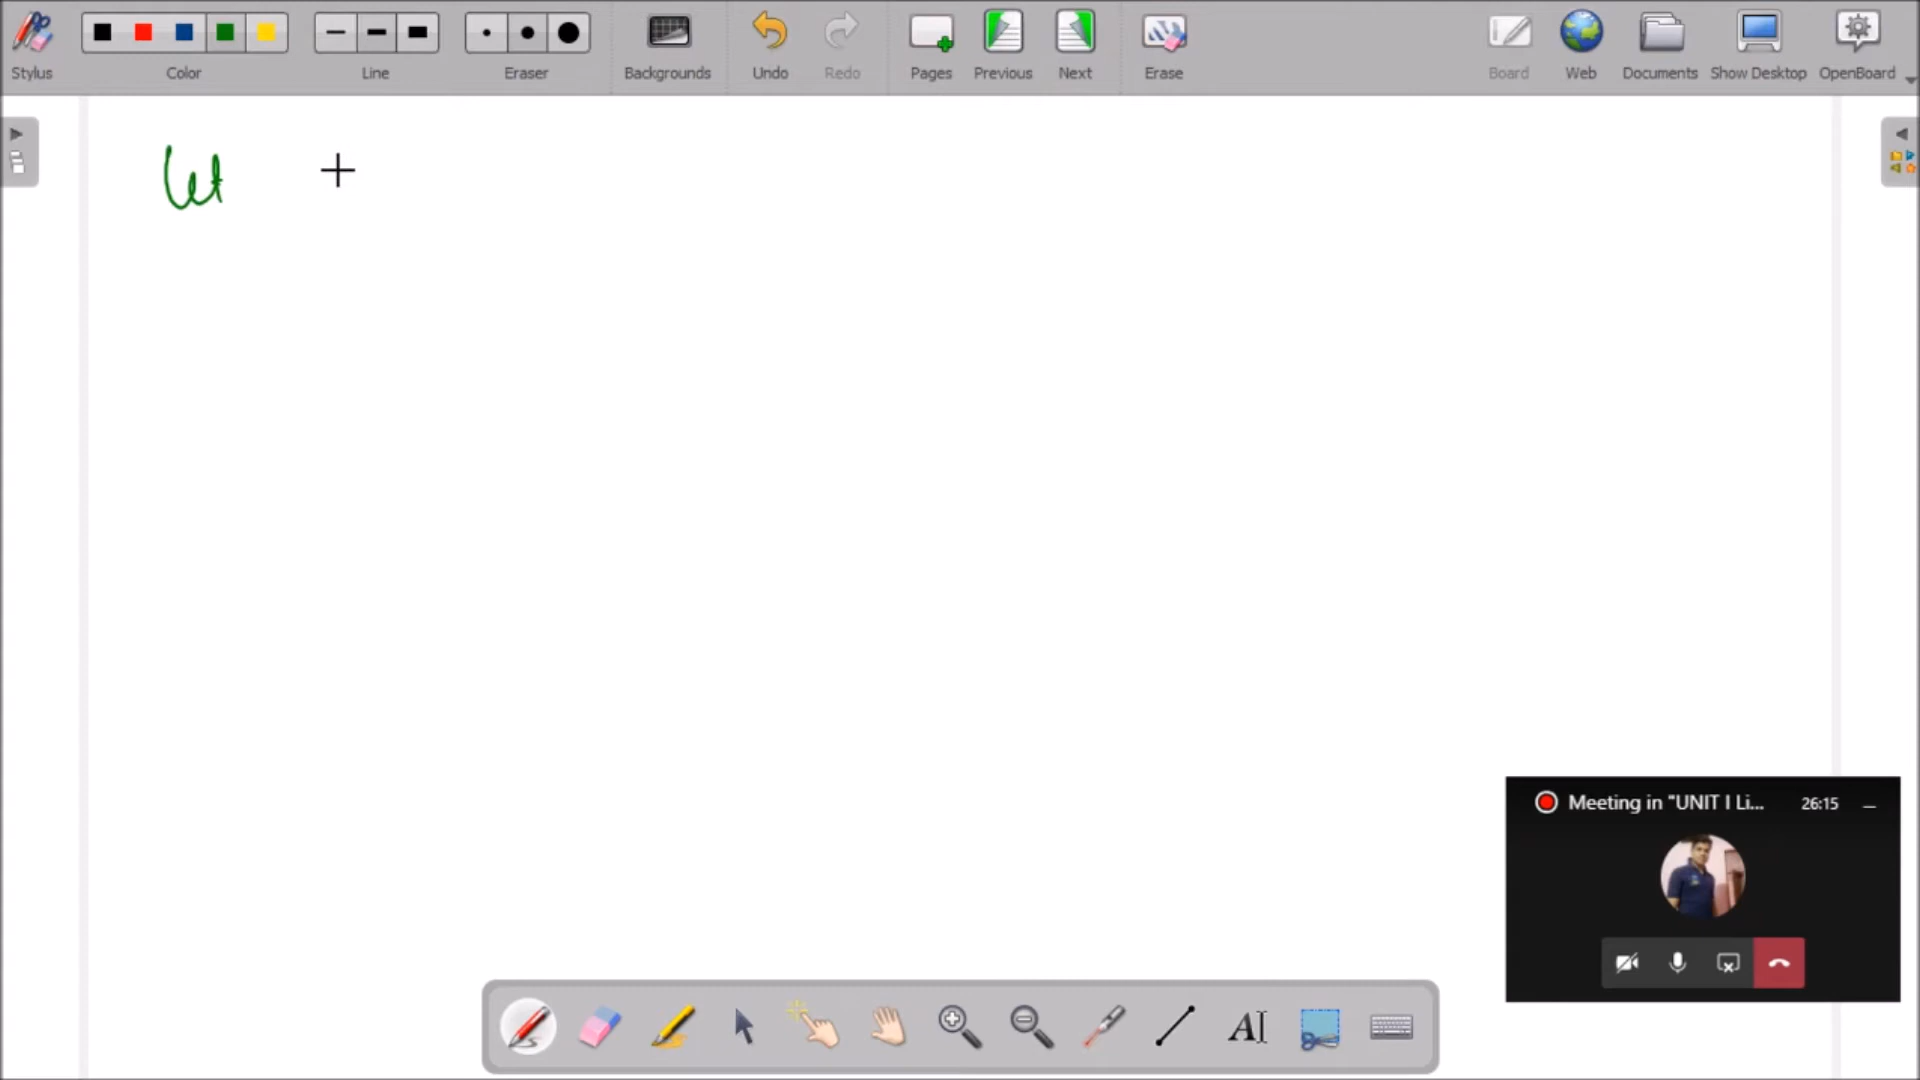 Stylus Color Line Eraser Backgrounds Undo Redo Pages Previous Next Erase Board Web Documents Show Desktop OpenBoard
Let
Meeting in "UNIT I Li... 26:15
AI